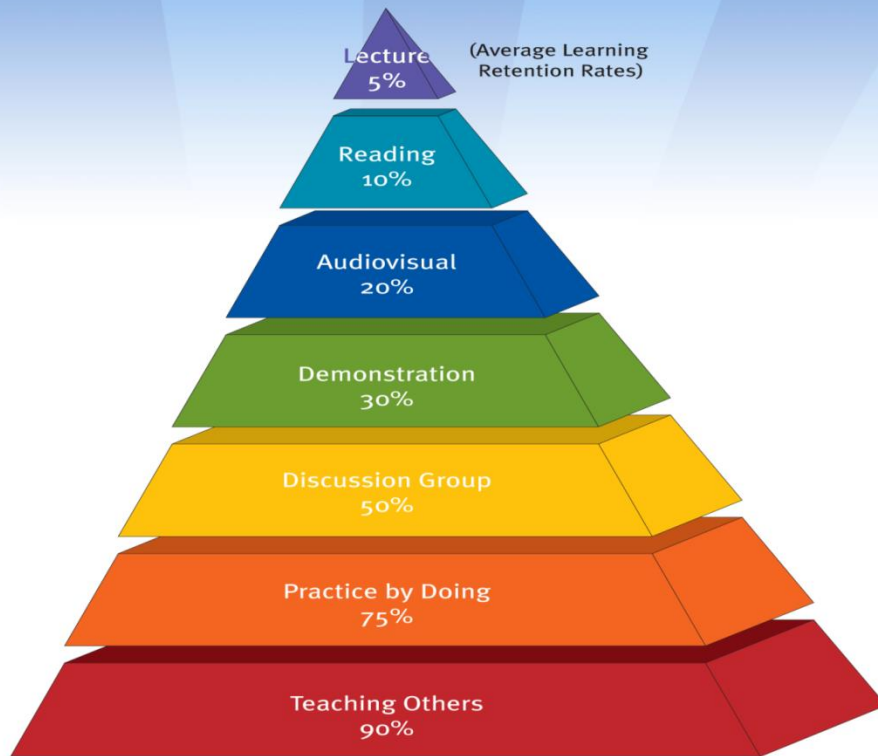 Lecture
5%
(Average Learning
Retention Rates)
Reading
10%
Audiovisual
20%
Demonstration
30%
Discussion Group
50%
Practice by Doing
75%
Teaching Others
90%